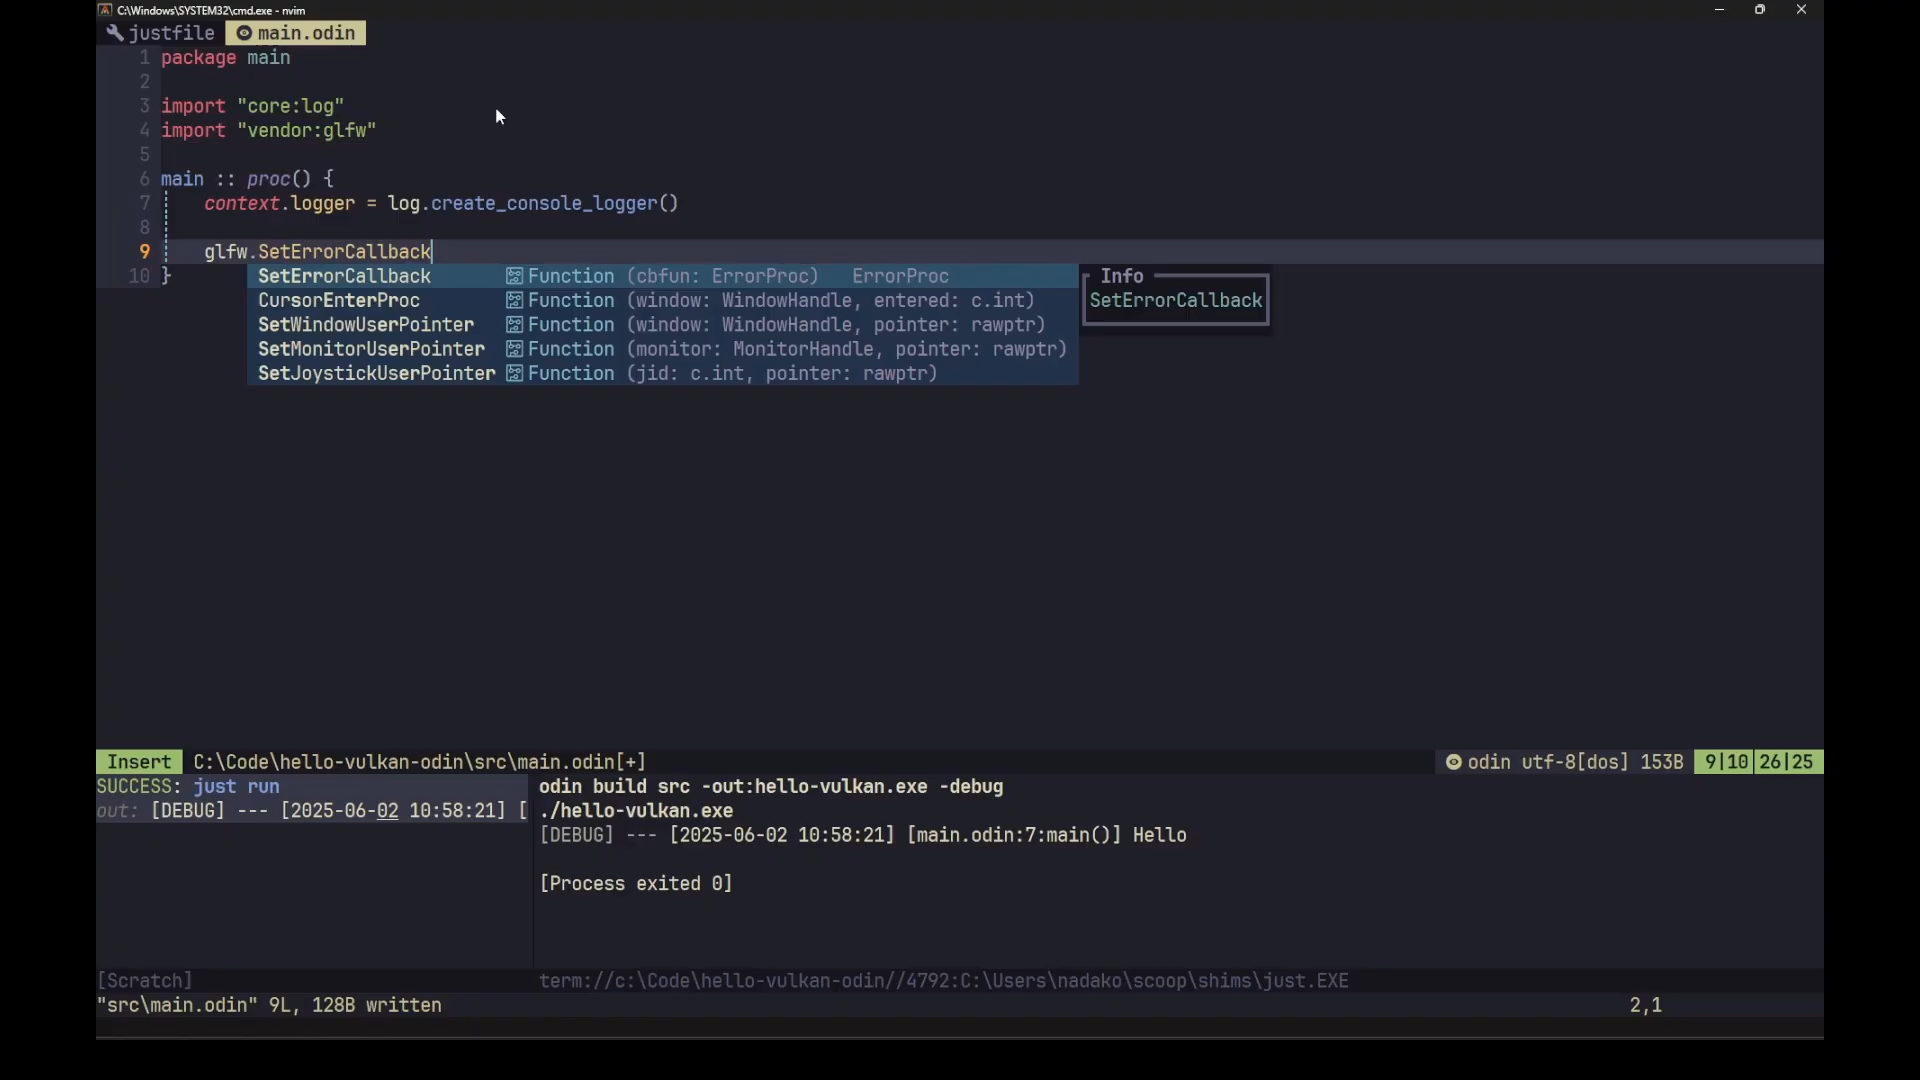 C:\Windows\SYSTEM32\cmd.exe - nvim
justfile main.odin
1 package main
2
3 import "core:log"
4 import "vendor:glfw"
5
6 main :: proc() {
7 context.logger = log.create_console_logger()
8
9 glfw.SetErrorCallback
10 }
SetErrorCallback Function (cbfun: ErrorProc) ErrorProc
CursorEnterProc Function (window: WindowHandle, entered: c.int)
SetWindowUserPointer Function (window: WindowHandle, pointer: rawptr)
SetMonitorUserPointer Function (monitor: MonitorHandle, pointer: rawptr)
SetJoystickUserPointer Function (jid: c.int, pointer: rawptr)
Info
SetErrorCallback
Insert C:\Code\hello-vulkan-odin\src\main.odin[+] odin utf-8[dos] 153B 9|10 26|25
SUCCESS: just run
out: [DEBUG] --- [2025-06-02 10:58:21] [
odin build src -out:hello-vulkan.exe -debug
./hello-vulkan.exe
[DEBUG] --- [2025-06-02 10:58:21] [main.odin:7:main()] Hello
[Process exited 0]
[Scratch] term://c:\Code\hello-vulkan-odin//4792:C:\Users\nadako\scoop\shims\just.EXE
"src\main.odin" 9L, 128B written 2,1